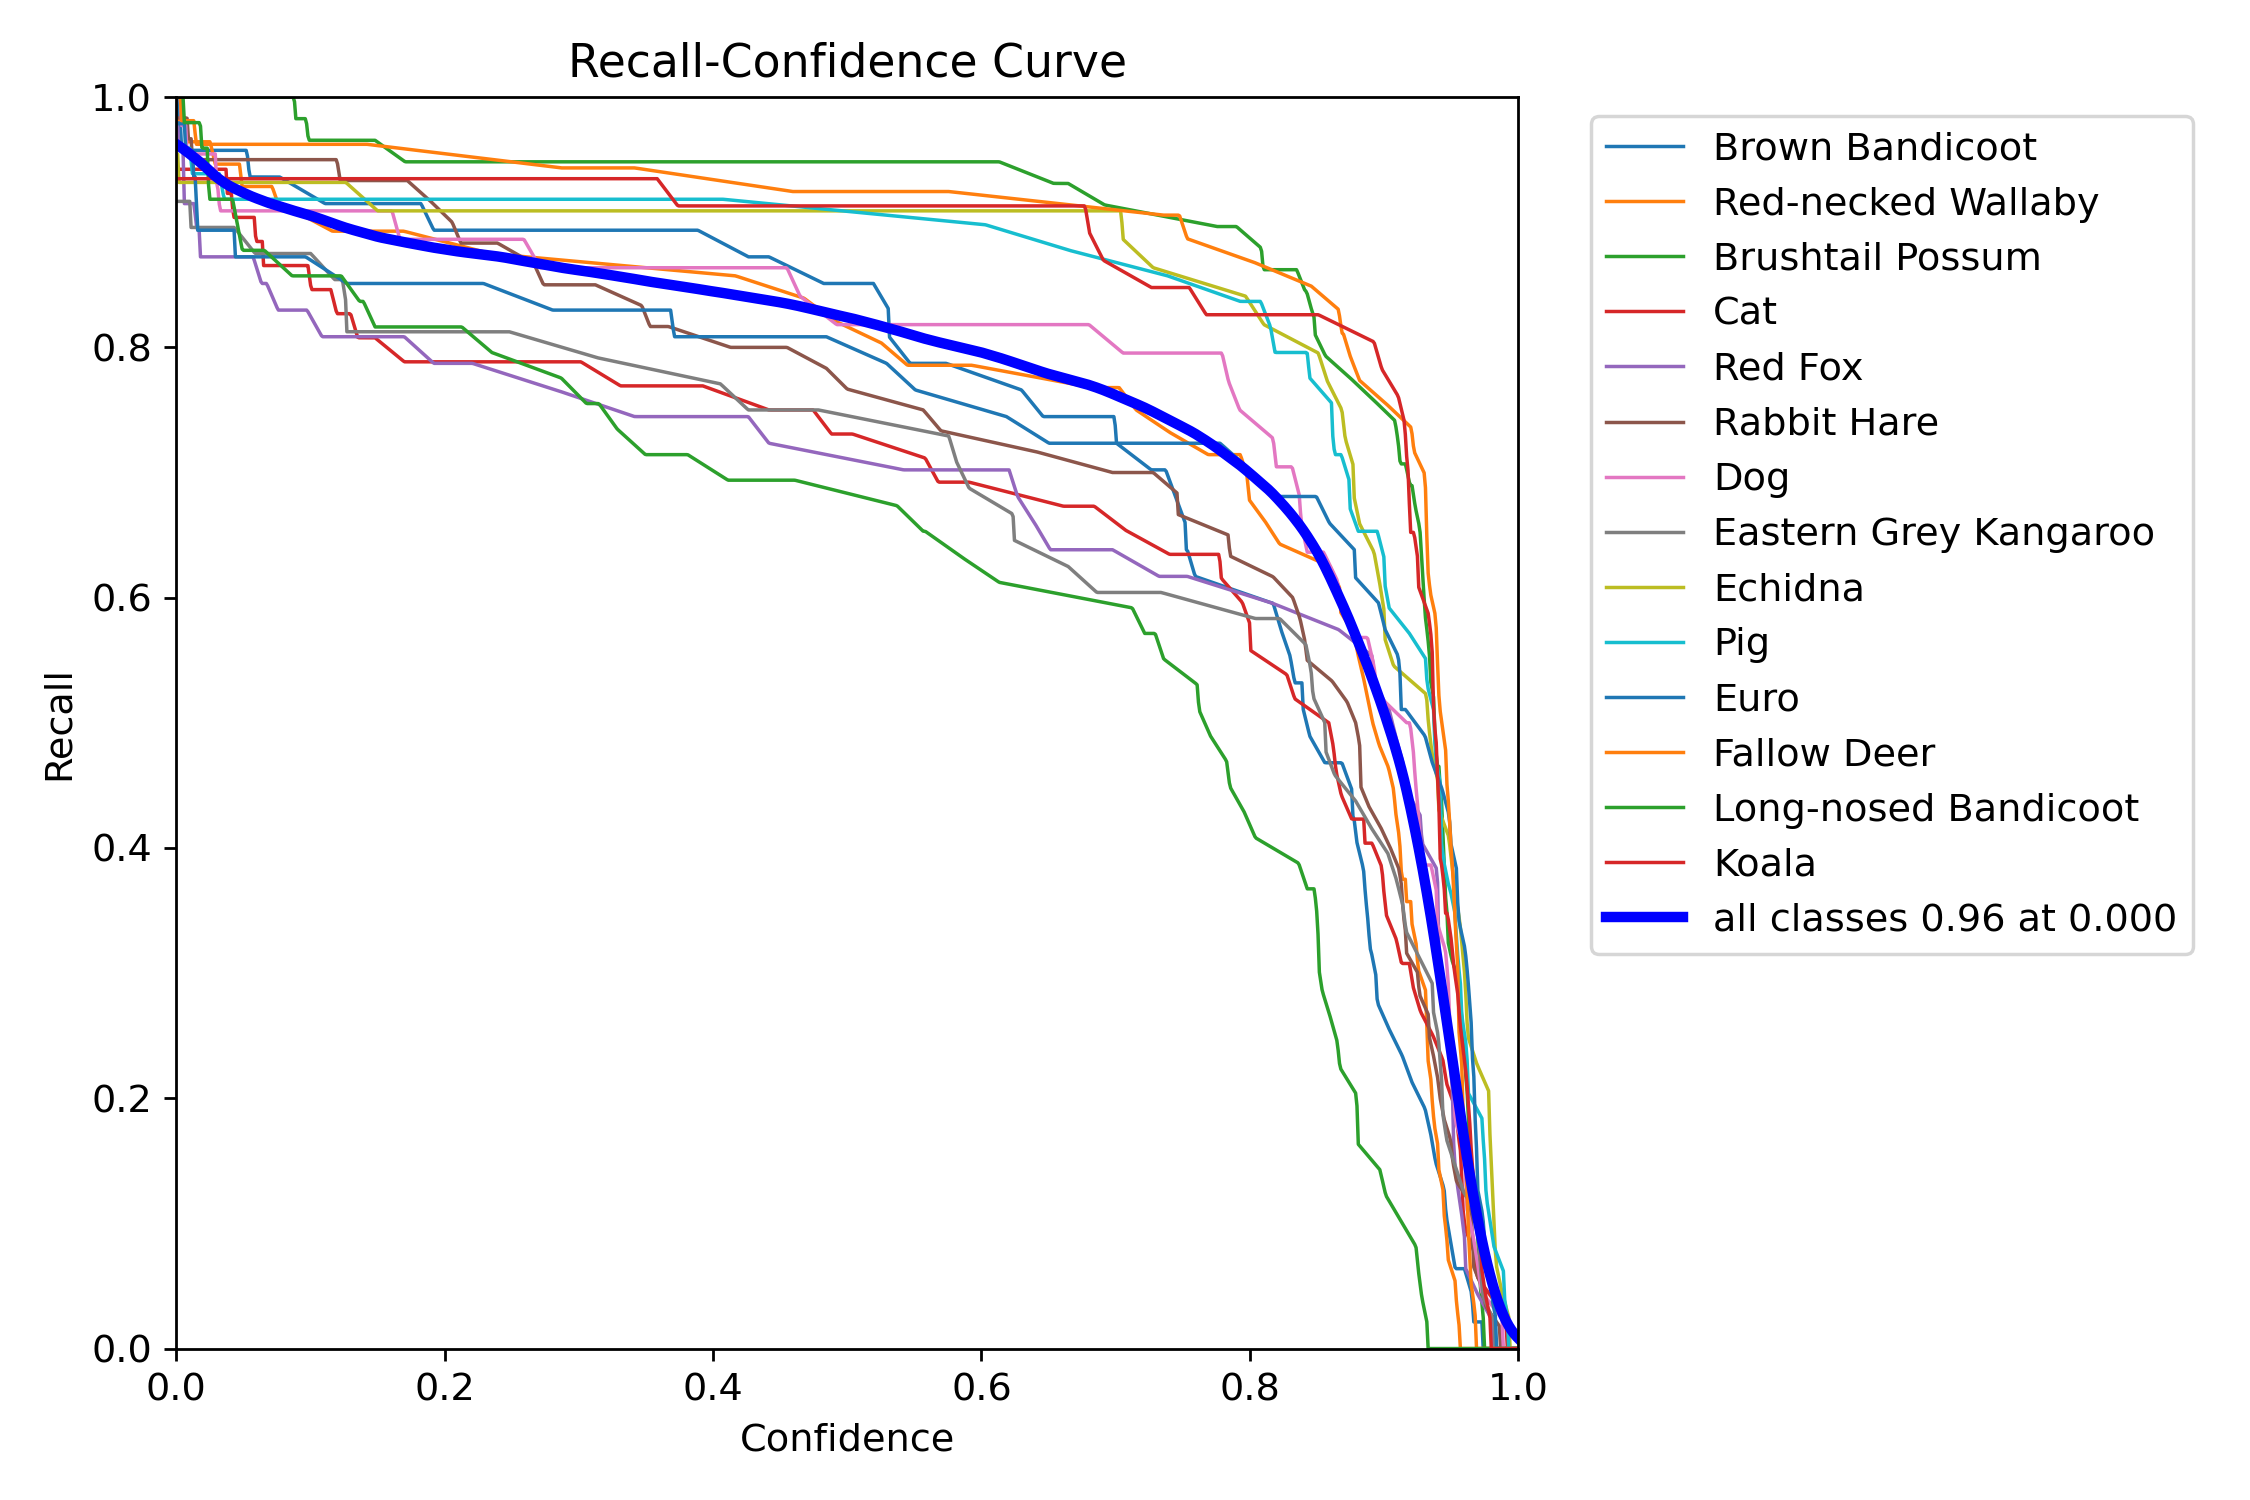 Recall-Confidence Curve
1.0
0.8
0.6
0.4
0.2
0.0
Recall
0.0 0.2 0.4 0.6 0.8 1.0
Confidence
Brown Bandicoot
Red-necked Wallaby
Brushtail Possum
Cat
Red Fox
Rabbit Hare
Dog
Eastern Grey Kangaroo
Echidna
Pig
Euro
Fallow Deer
Long-nosed Bandicoot
Koala
all classes 0.96 at 0.000